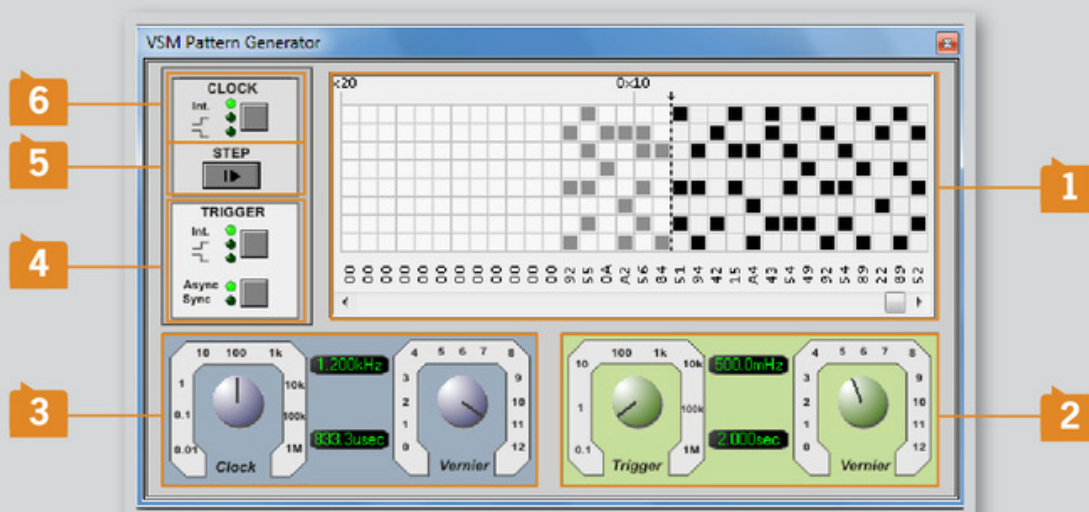 VSM Pattern Generator
6
CLOCK
Int.
5
STEP
4
TRIGGER
Int.
Async
Sync
x20 0x10
00 00 00 00 00 00 00 00 00 00 00 00 92 55 0A A2 56 84 51 94 42 15 A4 43 54 49 92 54 89 22 89 52
1
3
10 100 1k
1 10k
0.1 100k
0.01 1M
Clock
1.200kHz
833.3usec
4 5 6 7 8
3 9
2 10
1 11
0 12
Vernier
10 100 1k 10k
1 100k
0.1 1M
Trigger
500.0mHz
2.000sec
4 5 6 7 8
3 9
2 10
1 11
0 12
Vernier
2